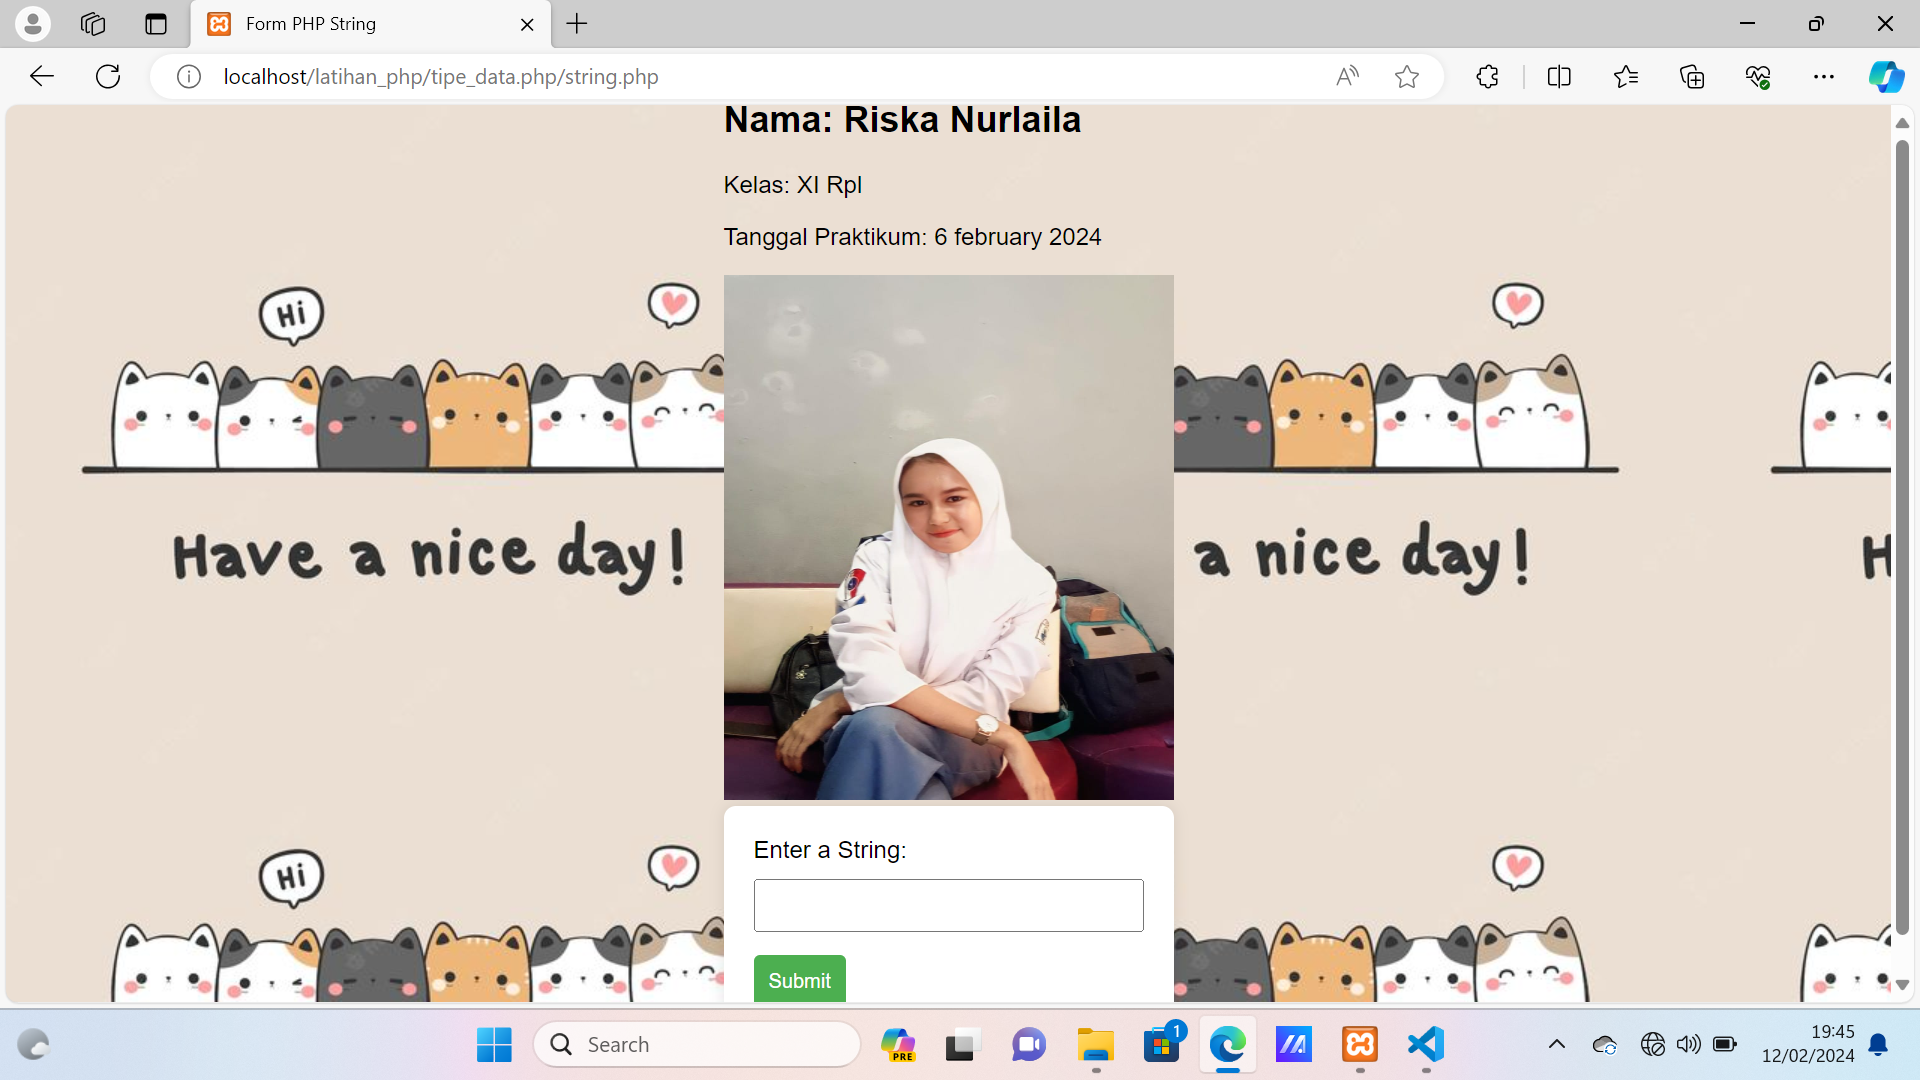 Form PHP String
localhost/latihan_php/tipe_data.php/string.php
Nama: Riska Nurlaila
Kelas: XI Rpl
Tanggal Praktikum: 6 february 2024
Hi
Have a nice day!
a nice day!
H
Enter a String:
Hi
Submit
Search
PRE
1
19:45
12/02/2024